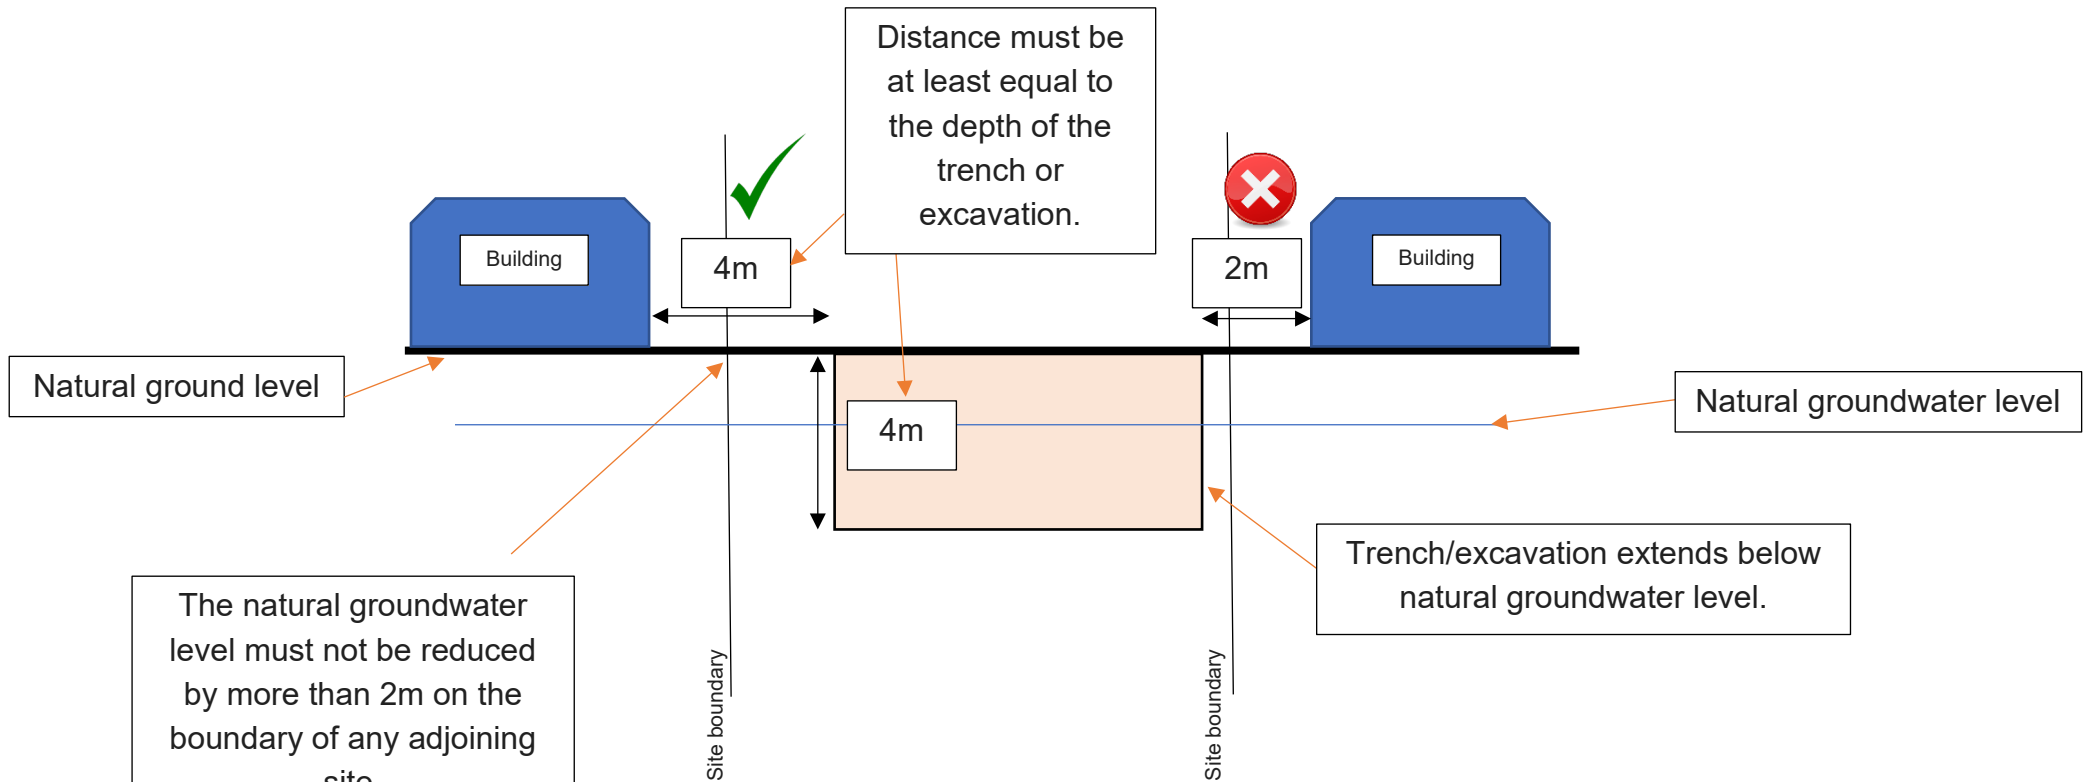 Distance must be
at least equal to
the depth of the
trench or
excavation.
Building
4m
2m
Building
Natural ground level
4m
Natural groundwater level
Trench/excavation extends below
natural groundwater level.
The natural groundwater
level must not be reduced
by more than 2m on the
boundary of any adjoining
site
Site boundary
Site boundary